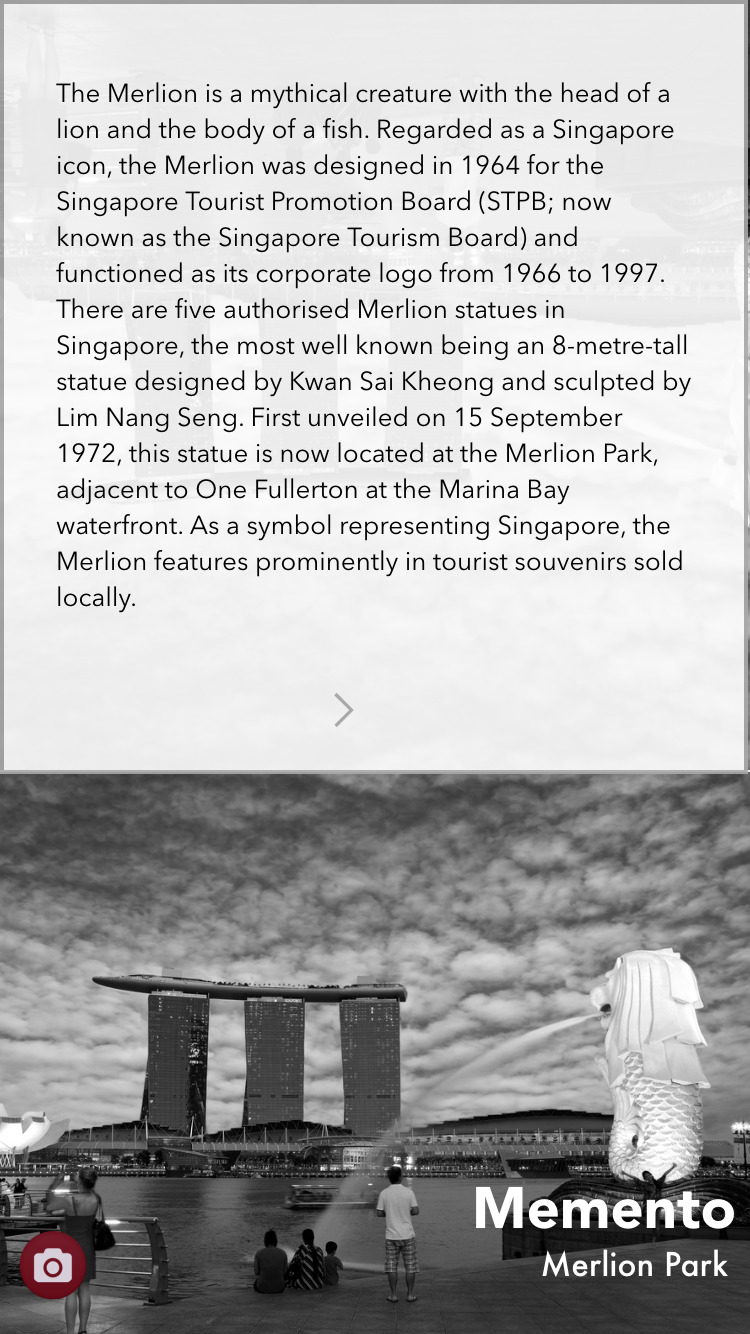 The Merlion is a mythical creature with the head of a
lion and the body of a fish. Regarded as a Singapore
icon, the Merlion was designed in 1964 for the
Singapore Tourist Promotion Board (STPB; now
known as the Singapore Tourism Board) and
functioned as its corporate logo from 1966 to 1997.
There are five authorised Merlion statues in
Singapore, the most well known being an 8-metre-tall
statue designed by Kwan Sai Kheong and sculpted by
Lim Nang Seng. First unveiled on 15 September
1972, this statue is now located at the Merlion Park,
adjacent to One Fullerton at the Marina Bay
waterfront. As a symbol representing Singapore, the
Merlion features prominently in tourist souvenirs sold
locally.
Memento
Merlion Park